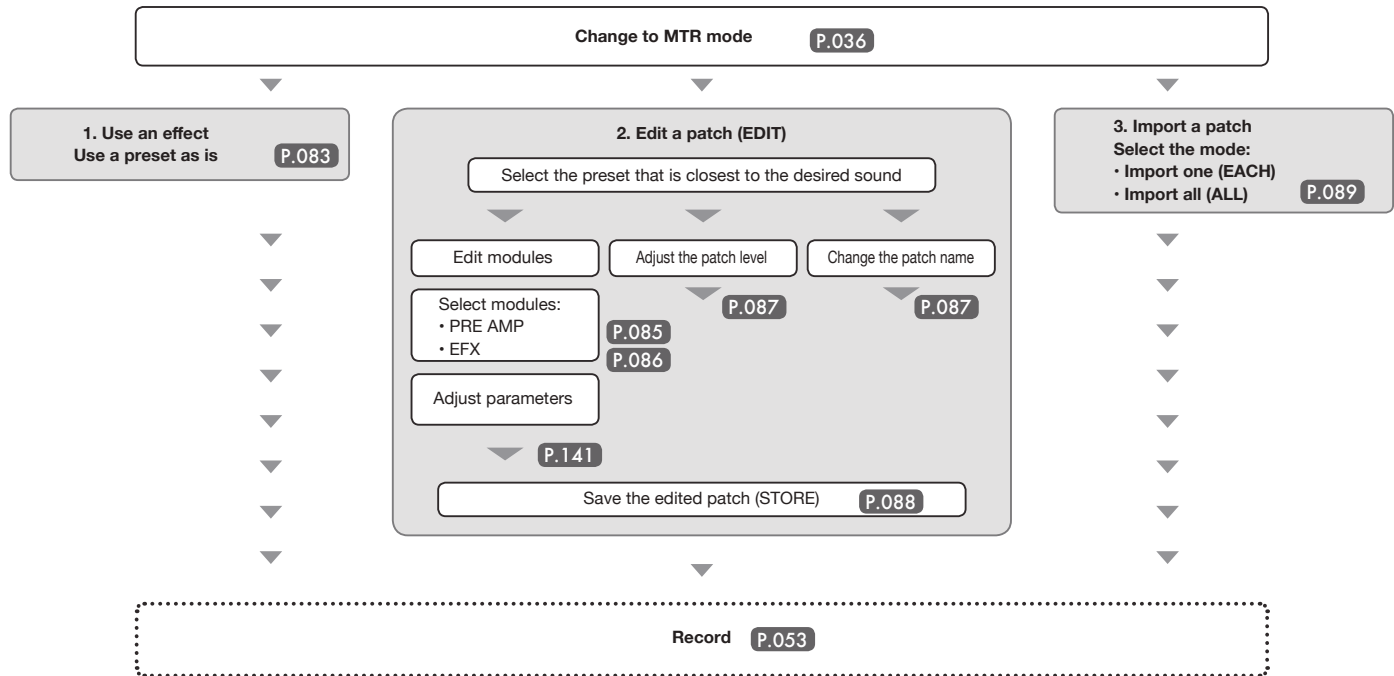 Change to MTR mode P.036
1. Use an effect
Use a preset as is P.083
2. Edit a patch (EDIT)
Select the preset that is closest to the desired sound
Edit modules
Select modules:
・PRE AMP
・EFX
P.085
P.086
Adjust parameters
P.141
Adjust the patch level
P.087
Change the patch name
P.087
Save the edited patch (STORE) P.088
3. Import a patch
Select the mode:
・Import one (EACH)
・Import all (ALL) P.089
Record P.053